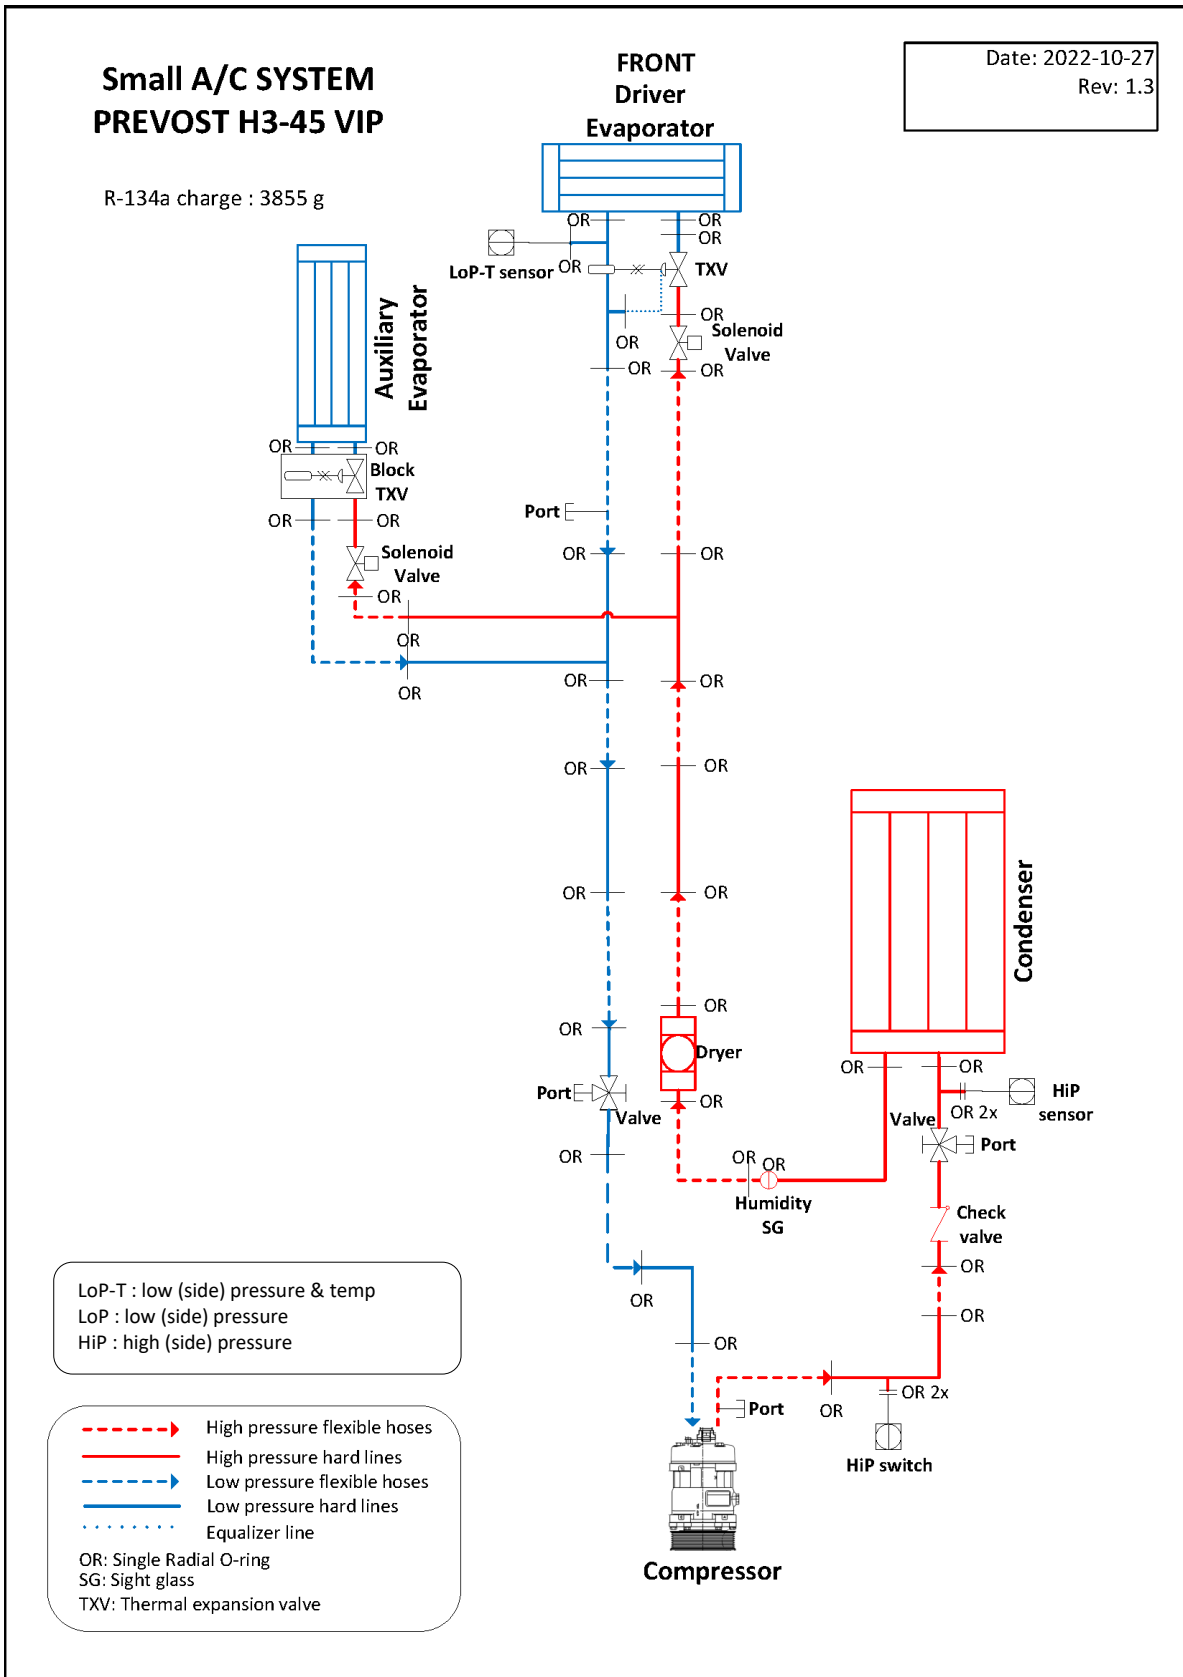 Small A/C SYSTEM
PREVOST H3-45 VIP
R-134a charge : 3855 g
FRONT
Driver
Evaporator
Date: 2022-10-27
Rev: 1.3
OR
OR
OR
LoP-T sensor
OR
TXV
OR
Solenoid
Valve
OR
OR
OR
Auxiliary
Evaporator
OR
OR
Block
TXV
OR
OR
Port
Solenoid
Valve
OR
OR
OR
OR
OR
OR
OR
OR
OR
OR
OR
Condenser
OR
OR
Dryer
OR
OR
HiP
sensor
OR 2x
Port
Valve
OR
Valve
Port
OR
OR
OR
Humidity
SG
Check
valve
OR
OR
OR
OR
OR 2x
OR
Port
HiP switch
Compressor
LoP-T : low (side) pressure & temp
LoP : low (side) pressure
HiP : high (side) pressure
High pressure flexible hoses
High pressure hard lines
Low pressure flexible hoses
Low pressure hard lines
Equalizer line
OR: Single Radial O-ring
SG: Sight glass
TXV: Thermal expansion valve